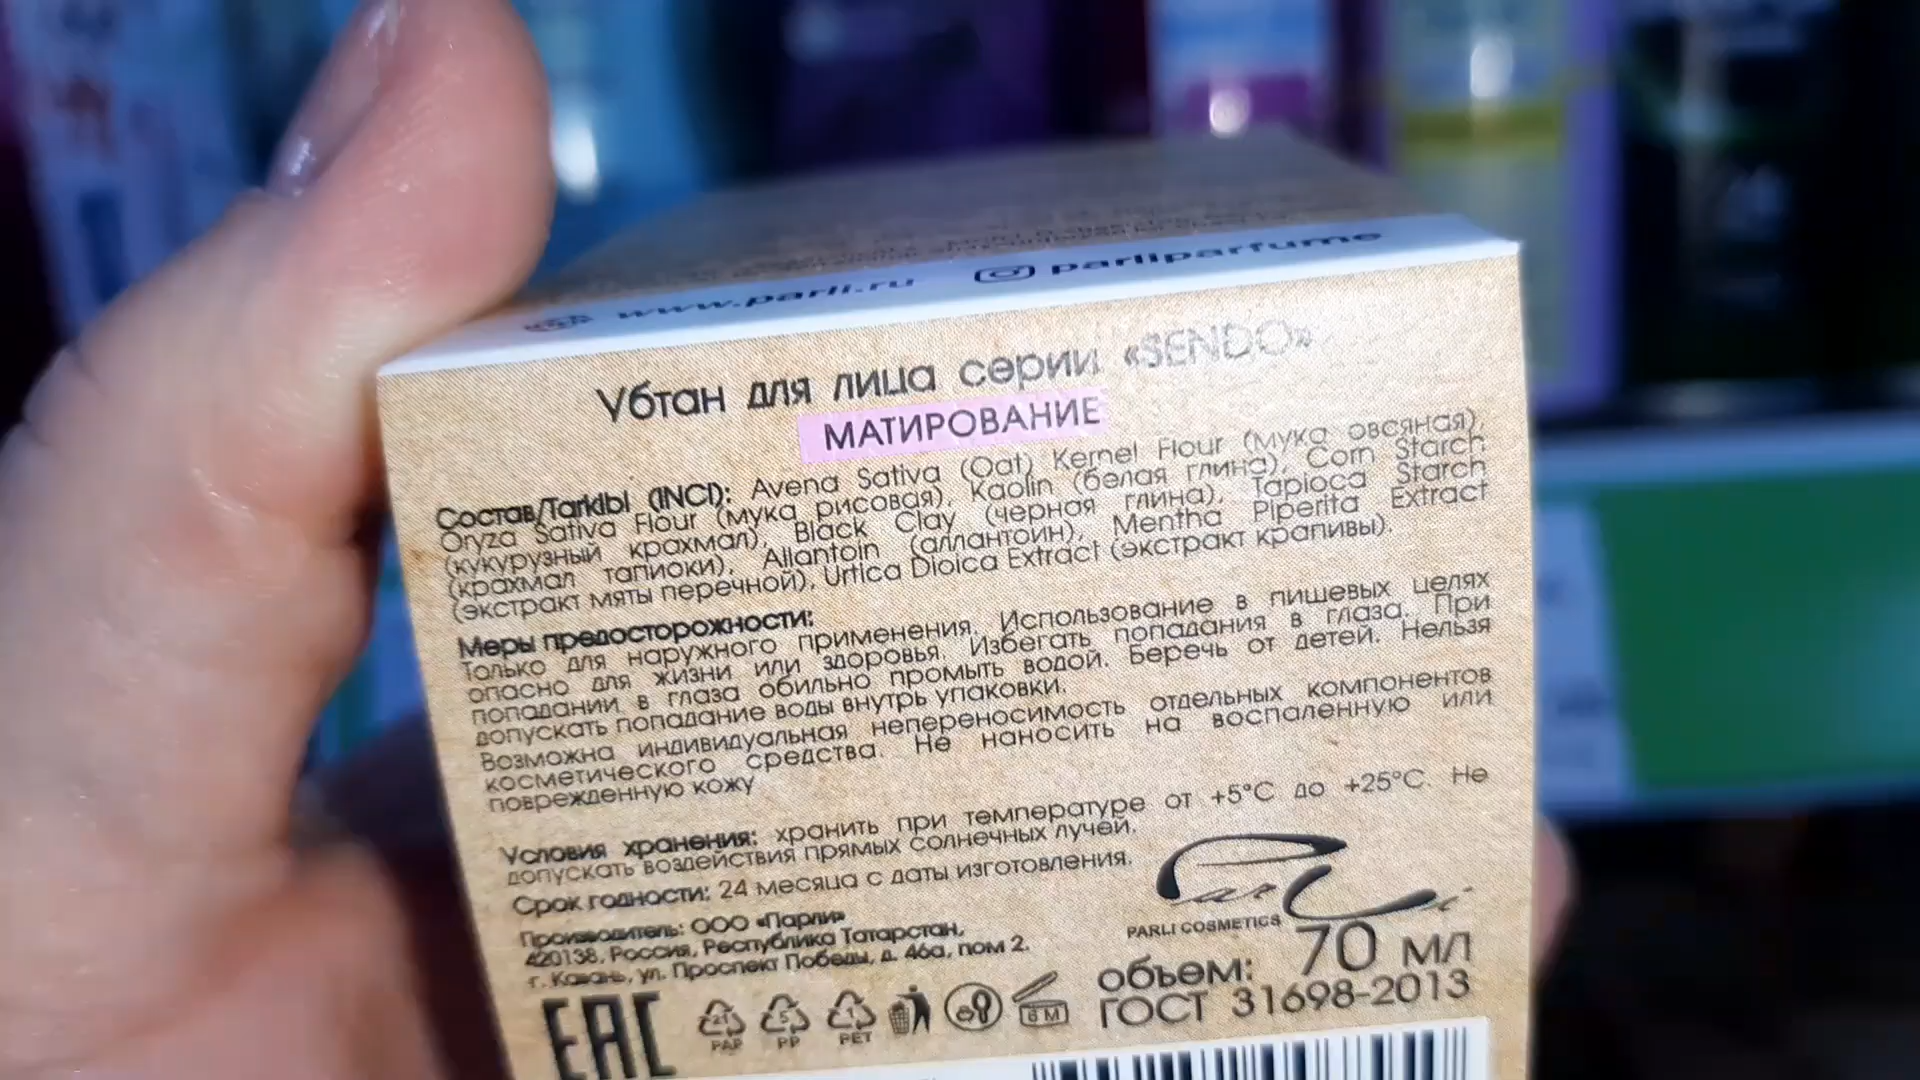 www.parli.ru parliparfume
Убтан для лица серии «SENDO»
МАТИРОВАНИЕ
Состав/Tarkibi (INCI): Avena Sativa (Oat) Kernel Flour (мука овсяная),
Oryza Sativa Flour (мука рисовая), Kaolin (белая глина), Corn Starch
(кукурузный крахмал), Black Clay (черная глина), Tapioca Starch
(крахмал тапиоки), Allantoin (аллантоин), Mentha Piperita Extract
(экстракт мяты перечной), Urtica Dioica Extract (экстракт крапивы).
Меры предосторожности:
Только для наружного применения. Использование в пищевых целях
опасно для жизни или здоровья. Избегать попадания в глаза. При
попадании в глаза обильно промыть водой. Беречь от детей. Нельзя
допускать попадание воды внутрь упаковки.
Возможна индивидуальная непереносимость отдельных компонентов
косметического средства. Не наносить на воспаленную или
поврежденную кожу
Условия хранения: хранить при температуре от +5°C до +25°C. Не
допускать воздействия прямых солнечных лучей.
Срок годности: 24 месяца с даты изготовления.
Производитель: ООО «Парли»
420138, Россия, Республика Татарстан,
г. Казань, ул. Проспект Победы, д. 46а, пом 2.
Parli
PARLI COSMETICS
объем: 70 мл
ГОСТ 31698-2013
EAC
21 PAP
5 PP
1 PET
6 M